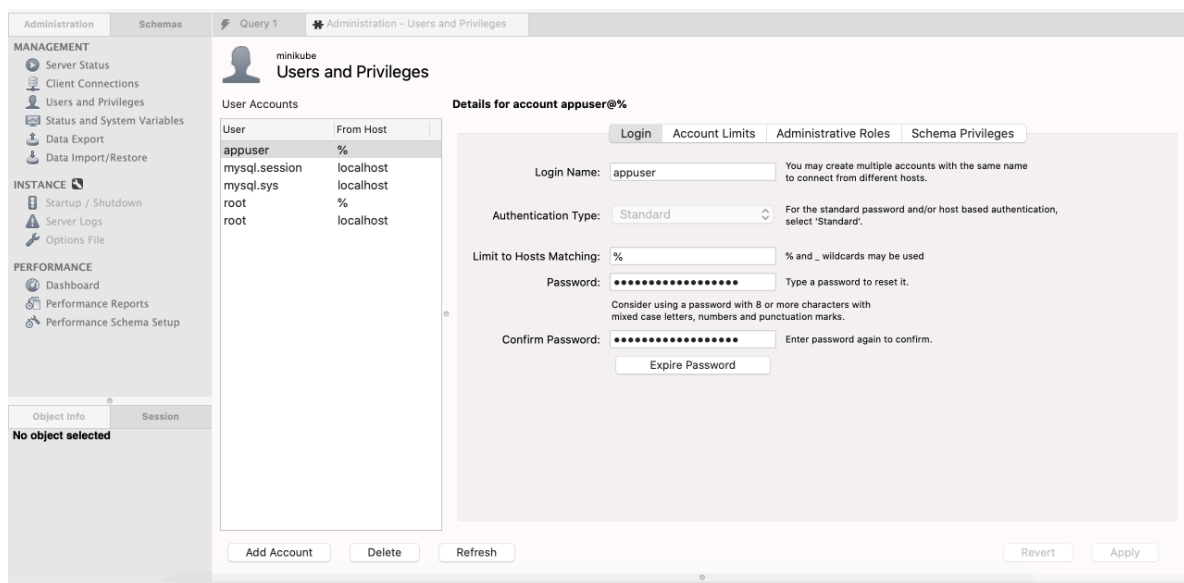 Administration Schemas
Query 1
Administration - Users and Privileges
MANAGEMENT
Server Status
Client Connections
Users and Privileges
Status and System Variables
Data Export
Data Import/Restore
INSTANCE
Startup / Shutdown
Server Logs
Options File
PERFORMANCE
Dashboard
Performance Reports
Performance Schema Setup
Object Info Session
No object selected
minikube
Users and Privileges
User Accounts
User From Host
appuser %
mysql.session localhost
mysql.sys localhost
root %
root localhost
Details for account appuser@%
Login Account Limits Administrative Roles Schema Privileges
Login Name: appuser
You may create multiple accounts with the same name
to connect from different hosts.
Authentication Type: Standard
For the standard password and/or host based authentication,
select 'Standard'.
Limit to Hosts Matching: % % and _ wildcards may be used
Password: •••••••••••••••••• Type a password to reset it.
Consider using a password with 8 or more characters with
mixed case letters, numbers and punctuation marks.
Confirm Password: •••••••••••••••••• Enter password again to confirm.
Expire Password
Add Account Delete Refresh Revert Apply